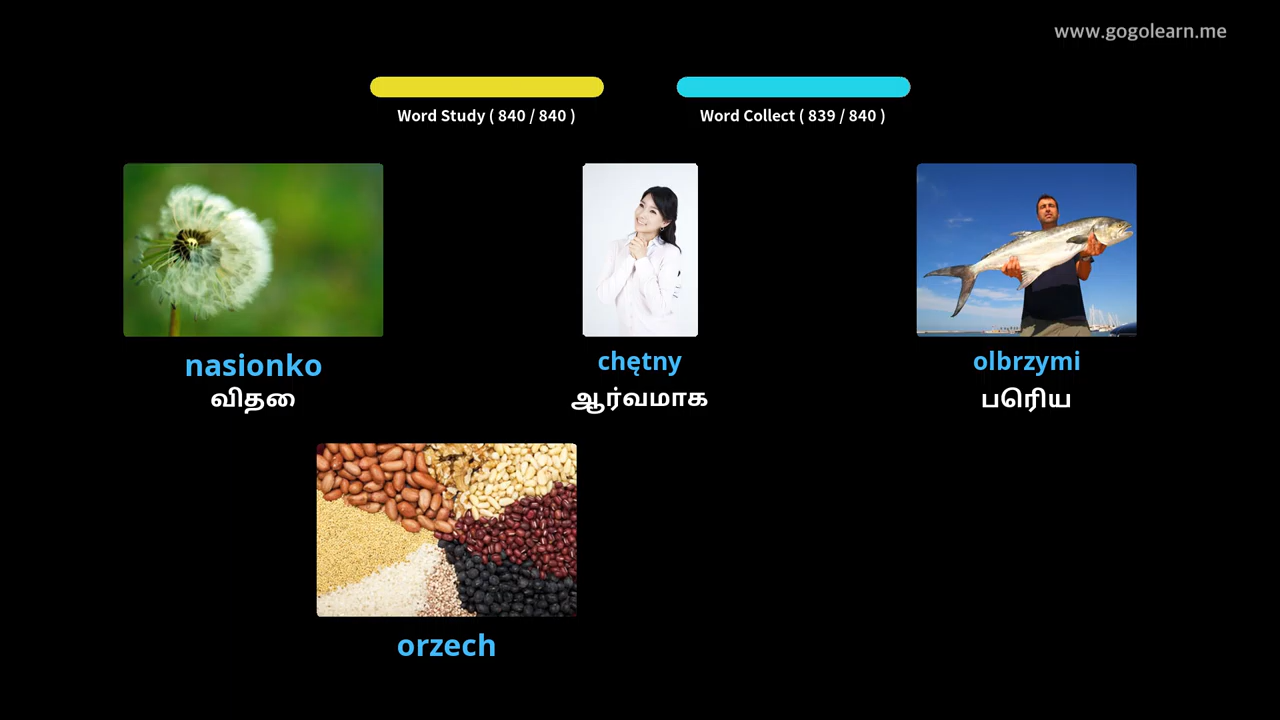 www.gogolearn.me
Word Study ( 840 / 840 )
Word Collect ( 839 / 840 )
nasionko
chętny
olbrzymi
விதை
ஆர்வமாக
பெரிய
orzech